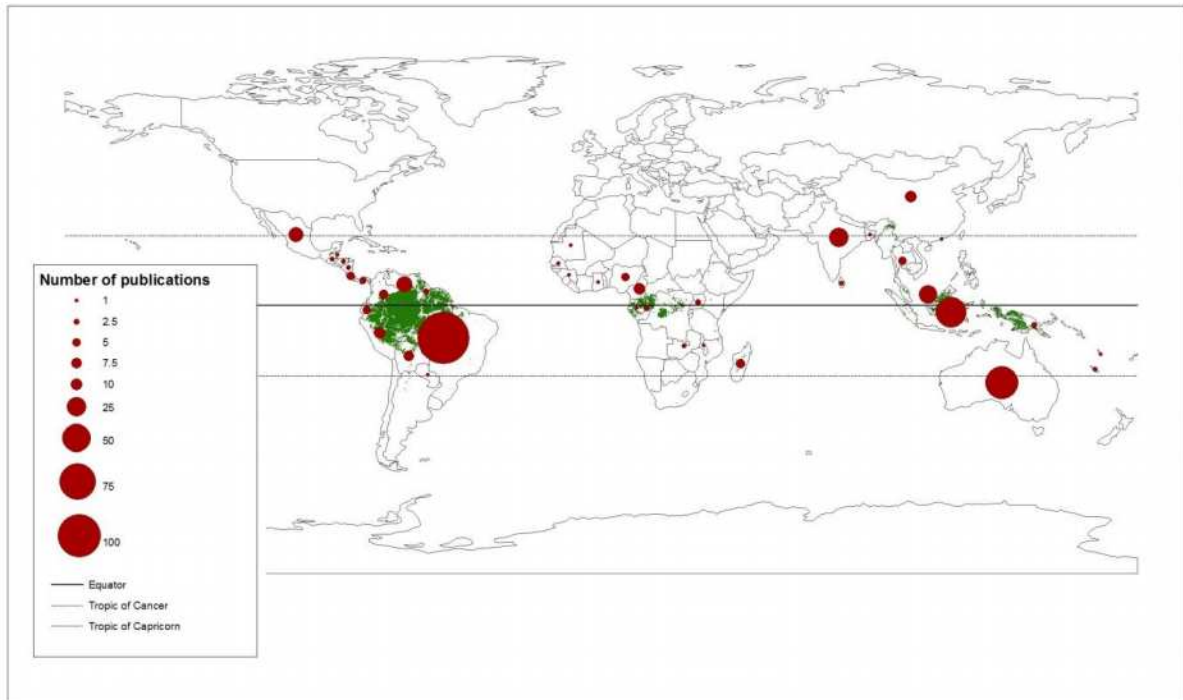 Number of publications
1
2.5
5
7.5
10
25
50
75
100
Equator
Tropic of Cancer
Tropic of Capricorn